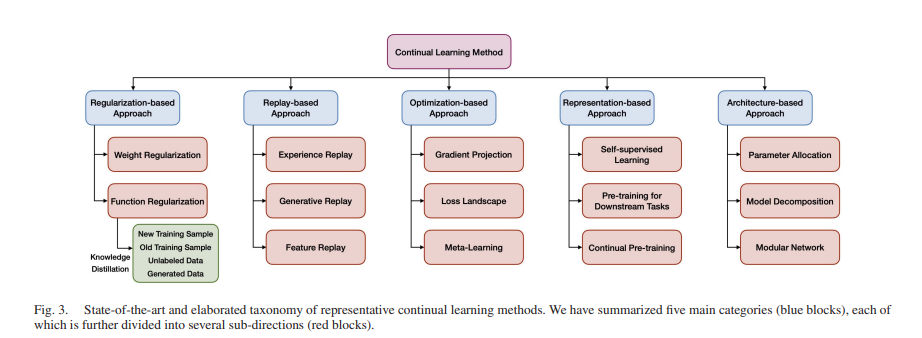 Continual Learning Method
Regularization-based
Approach
Replay-based
Approach
Optimization-based
Approach
Representation-based
Approach
Architecture-based
Approach
Weight Regularization
Experience Replay
Gradient Projection
Self-supervised
Learning
Parameter Allocation
Function Regularization
Generative Replay
Loss Landscape
Pre-training for
Downstream Tasks
Model Decomposition
Knowledge
Distillation
New Training Sample
Old Training Sample
Unlabeled Data
Generated Data
Feature Replay
Meta-Learning
Continual Pre-training
Modular Network
Fig. 3. State-of-the-art and elaborated taxonomy of representative continual learning methods. We have summarized five main categories (blue blocks), each of
which is further divided into several sub-directions (red blocks).